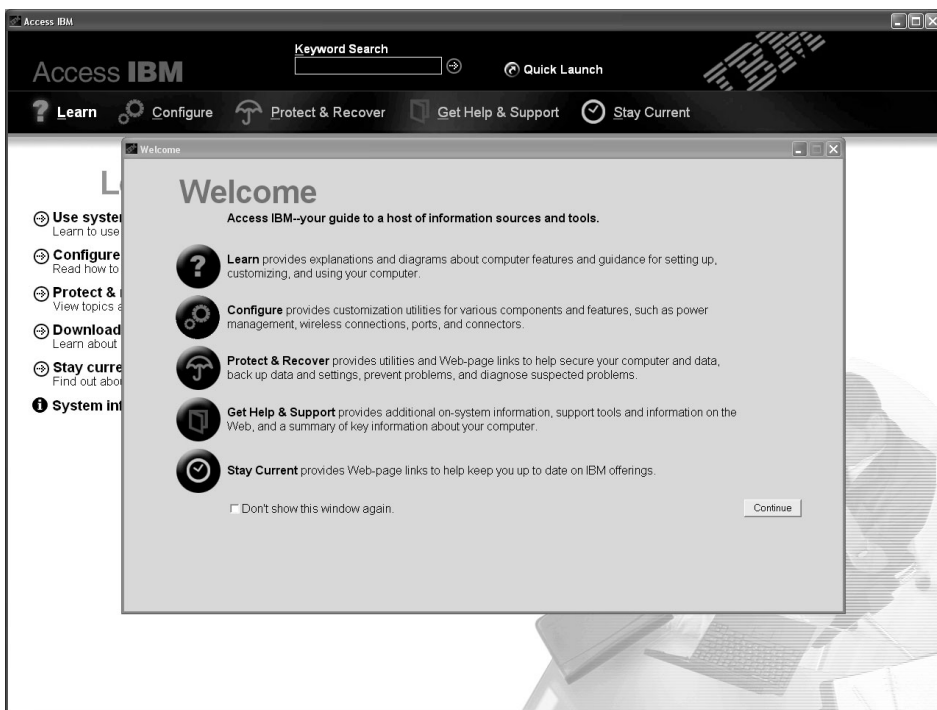 Access IBM
Keyword Search
Access IBM
Quick Launch
IBM
Learn
Configure
Protect & Recover
Get Help & Support
Stay Current
Welcome
Welcome
Access IBM--your guide to a host of information sources and tools.
Learn provides explanations and diagrams about computer features and guidance for setting up,
customizing, and using your computer.
Configure provides customization utilities for various components and features, such as power
management, wireless connections, ports, and connectors.
Protect & Recover provides utilities and Web-page links to help secure your computer and data,
back up data and settings, prevent problems, and diagnose suspected problems.
Get Help & Support provides additional on-system information, support tools and information on the
Web, and a summary of key information about your computer.
Stay Current provides Web-page links to help keep you up to date on IBM offerings.
Don't show this window again.
Continue
Use
Learn to use
Configure
Read how to
Protect &
View topics
Download
Learn about
Stay
Find out
System